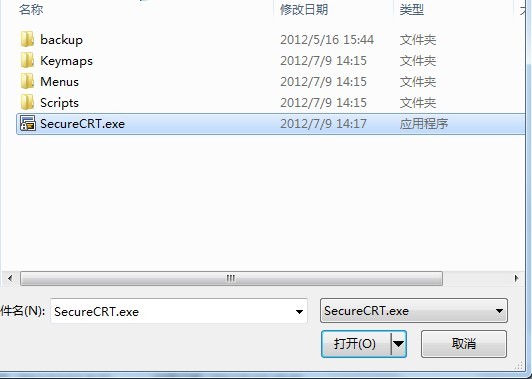 名称 修改日期 类型
backup 2012/5/16 15:44 文件夹
Keymaps 2012/7/9 14:15 文件夹
Menus 2012/7/9 14:15 文件夹
Scripts 2012/7/9 14:15 文件夹
SecureCRT.exe 2012/7/9 14:17 应用程序
件名(N): SecureCRT.exe SecureCRT.exe
打开(O) 取消